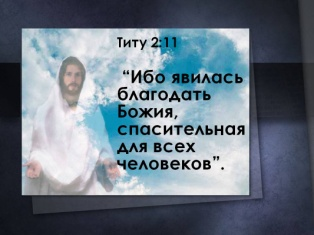 Титу 2:11
“Ибо явилась
благодать
Божия,
спасительная
для всех
человеков”.